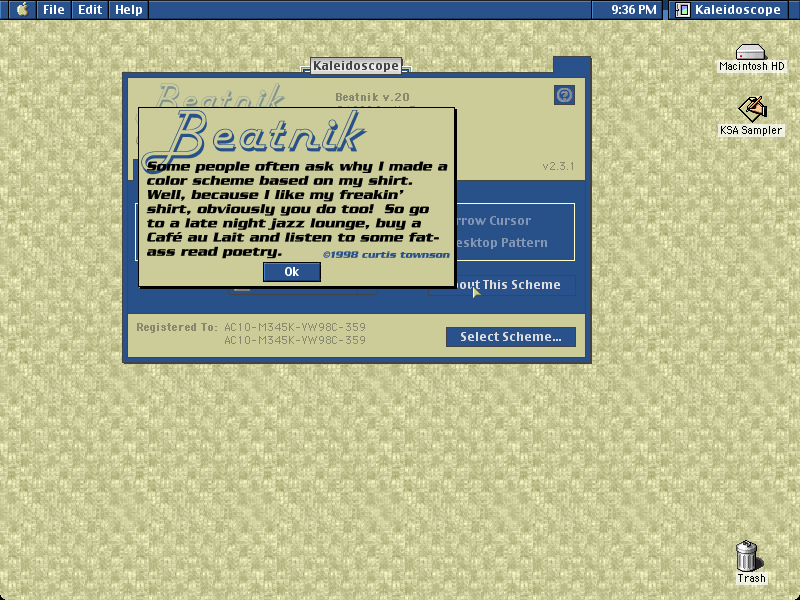 File Edit Help 9:36 PM Kaleidoscope
Kaleidoscope
Macintosh HD
KSA Sampler
Beatnik
Beatnik v.20
v2.3.1
Beatnik
Some people often ask why I made a
color scheme based on my shirt.
Well, because I like my freakin'
shirt, obviously you do too! So go
to a late night jazz lounge, buy a
Café au Lait and listen to some fat-
ass read poetry.
©1998 curtis townson
Ok
rrow Cursor
esktop Pattern
out This Scheme
Registered To: AC10-M345K-VW98C-359
AC10-M345K-VW98C-359
Select Scheme...
Trash